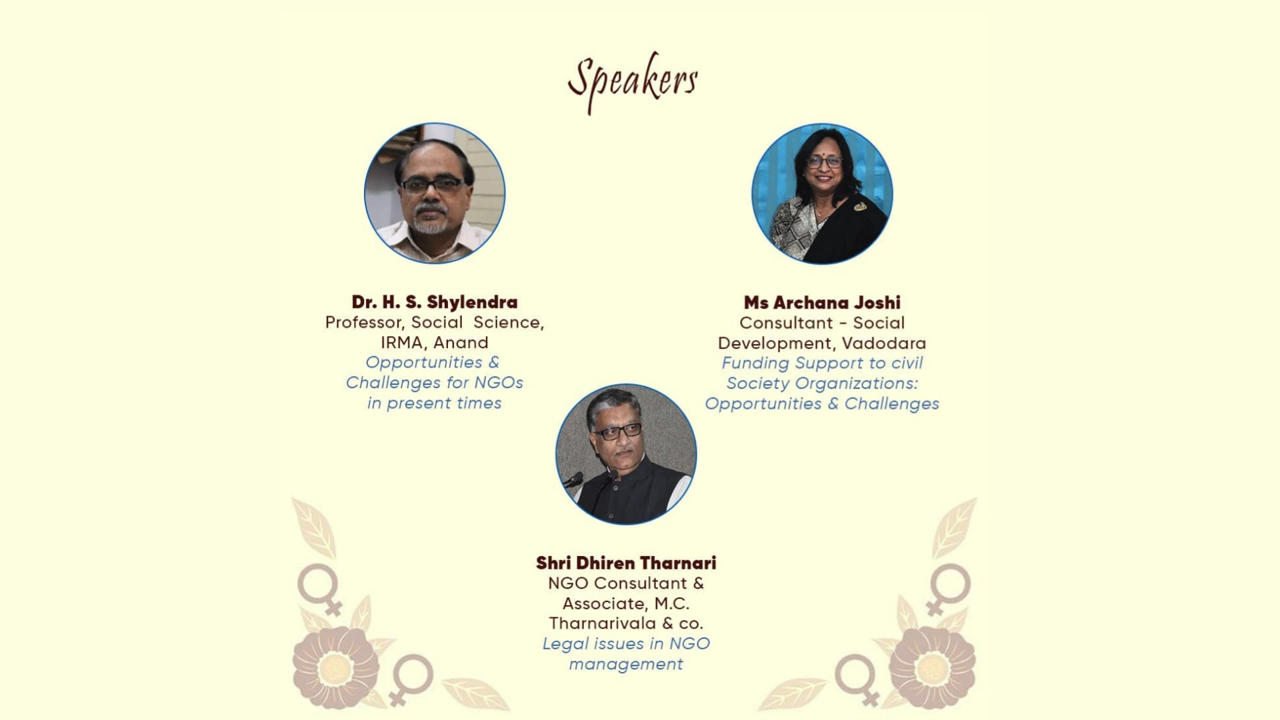 Speakers
Dr. H. S. Shylendra
Professor, Social Science,
IRMA, Anand
Opportunities &
Challenges for NGOs
in present times
Ms Archana Joshi
Consultant - Social
Development, Vadodara
Funding Support to civil
Society Organizations:
Opportunities & Challenges
Shri Dhiren Tharnari
NGO Consultant &
Associate, M.C.
Tharnarivala & co.
Legal issues in NGO
management